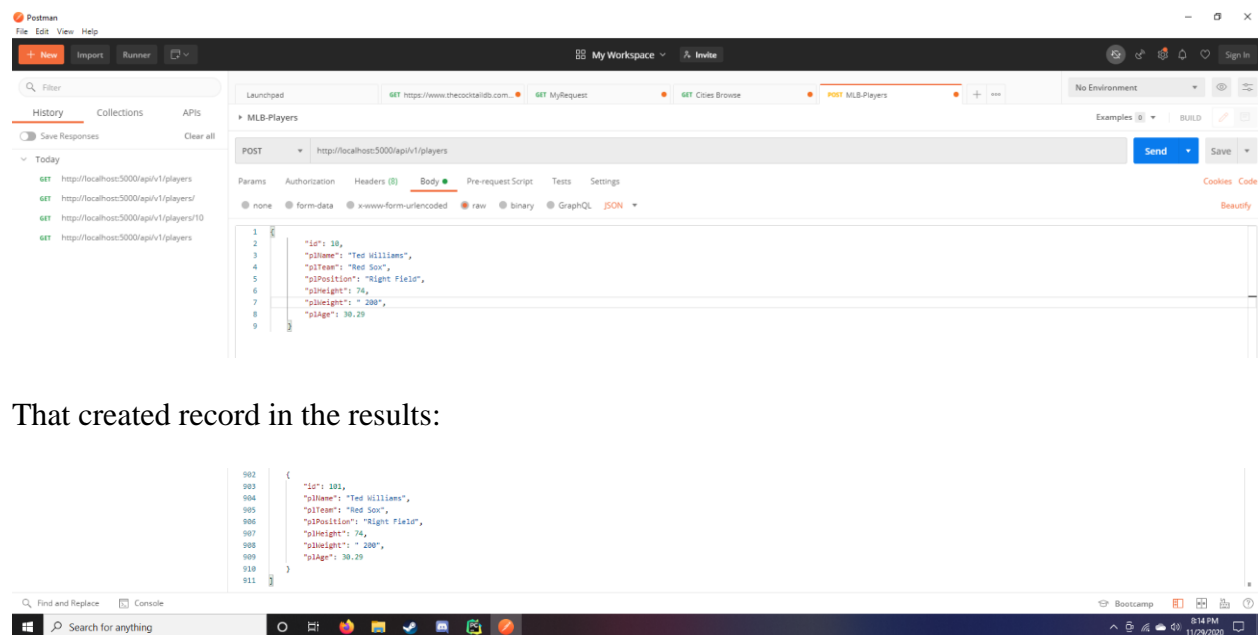 Postman
File Edit View Help
+ New Import Runner My Workspace Invite Sign In
Filter
History Collections APIs
Save Responses Clear all
Today
GET http://localhost:5000/api/v1/players
GET http://localhost:5000/api/v1/players/
GET http://localhost:5000/api/v1/players/10
GET http://localhost:5000/api/v1/players
Launchpad GET https://www.thecocktaildb.com... GET MyRequest GET Cities Browse POST MLB-Players + ... No Environment
MLB-Players Examples 0 BUILD
POST http://localhost:5000/api/v1/players Send Save
Params Authorization Headers (8) Body Pre-request Script Tests Settings Cookies Code
none form-data x-www-form-urlencoded raw binary GraphQL JSON Beautify
1 {
2 "id": 10,
3 "plName": "Ted Williams",
4 "plTeam": "Red Sox",
5 "plPosition": "Right Field",
6 "plHeight": 74,
7 "plWeight": " 200",
8 "plAge": 30.29
9 }
That created record in the results:
902 {
903 "id": 101,
904 "plName": "Ted Williams",
905 "plTeam": "Red Sox",
906 "plPosition": "Right Field",
907 "plHeight": 74,
908 "plWeight": " 200",
909 "plAge": 30.29
910 }
911 ]
Find and Replace Console Bootcamp
Search for anything 8:14 PM
11/29/2020